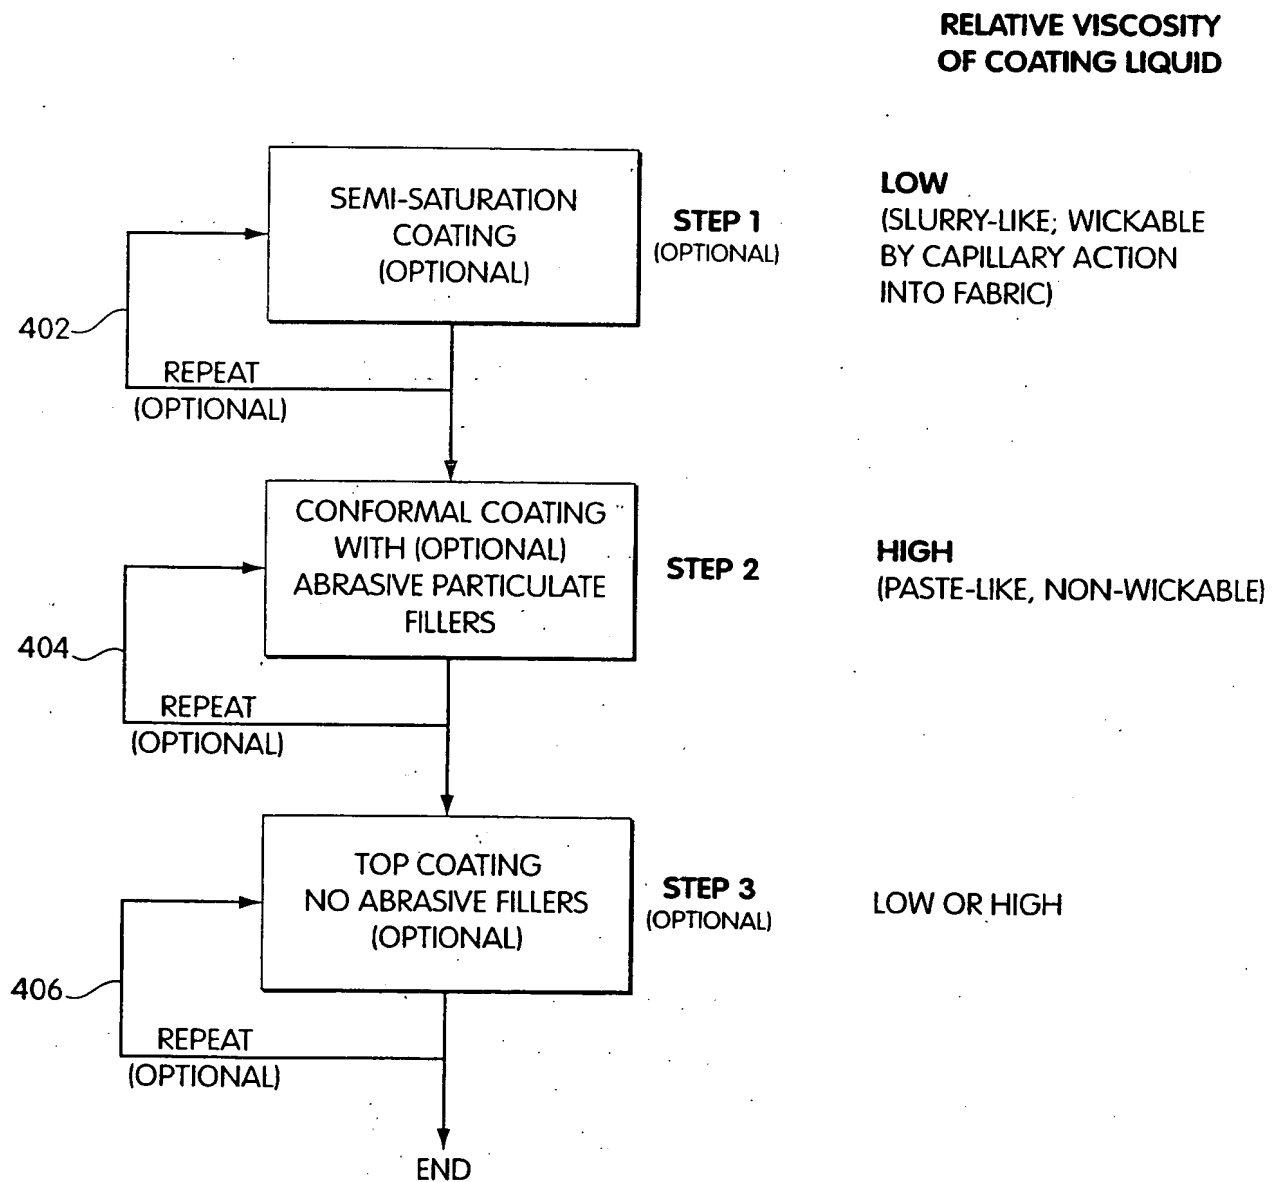 RELATIVE VISCOSITY
OF COATING LIQUID
SEMI-SATURATION
COATING
(OPTIONAL)
STEP 1
(OPTIONAL)
LOW
(SLURRY-LIKE; WICKABLE
BY CAPILLARY ACTION
INTO FABRIC)
402
REPEAT
(OPTIONAL)
CONFORMAL COATING
WITH (OPTIONAL)
ABRASIVE PARTICULATE
FILLERS
STEP 2
HIGH
(PASTE-LIKE, NON-WICKABLE)
404
REPEAT
(OPTIONAL)
TOP COATING
NO ABRASIVE FILLERS
(OPTIONAL)
STEP 3
(OPTIONAL)
LOW OR HIGH
406
REPEAT
(OPTIONAL)
END